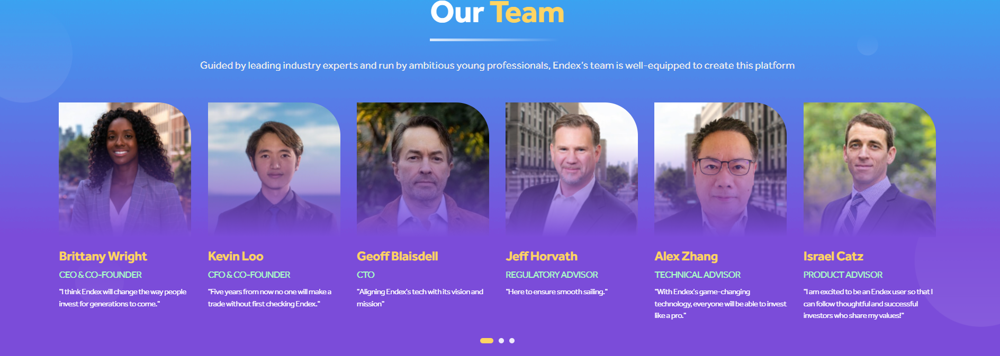 Our Team
Guided by leading industry experts and run by ambitious young professionals, Endex's team is well-equipped to create this platform
Brittany Wright
CEO & CO-FOUNDER
"I think Endex will change the way people
invest for generations to come."
Kevin Loo
CFO & CO-FOUNDER
"Five years from now no one will make a
trade without first checking Endex."
Geoff Blaisdell
CTO
"Aligning Endex's tech with its vision and
mission"
Jeff Horvath
REGULATORY ADVISOR
"Here to ensure smooth sailing."
Alex Zhang
TECHNICAL ADVISOR
"With Endex's game-changing
technology, everyone will be able to invest
like a pro."
Israel Catz
PRODUCT ADVISOR
"I am excited to be an Endex user so that I
can follow thoughtful and successful
investors who share my values!"